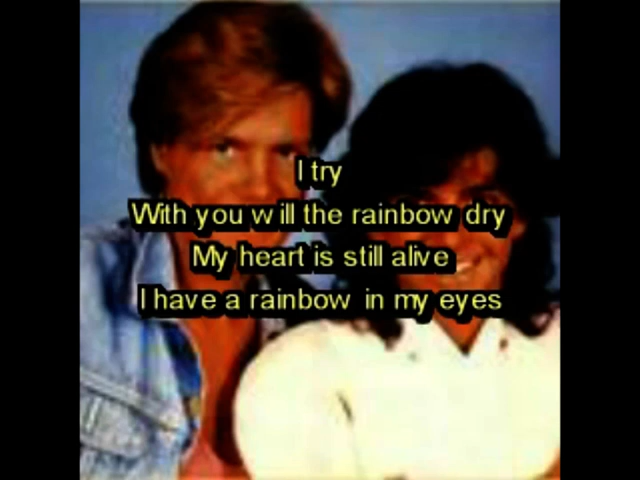 I try
With you will the rainbow dry
My heart is still alive
I have a rainbow in my eyes